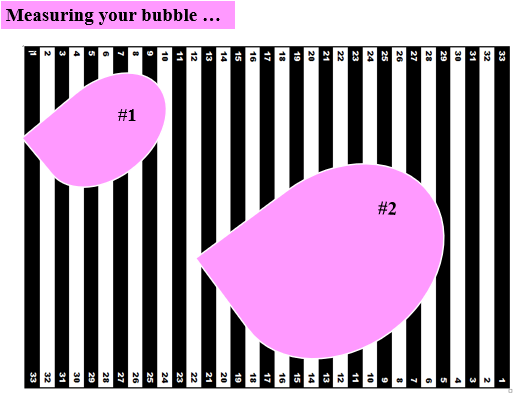 Measuring your bubble …
1 2 3 4 5 6 7 8 9 10 11 12 13 14 15 16 17 18 19 20 21 22 23 24 25 26 27 28 29 30 31 32 33
#1
#2
33 32 31 30 29 28 27 26 25 24 23 22 21 20 19 18 17 16 15 14 13 12 11 10 9 8 7 6 5 4 3 2 1